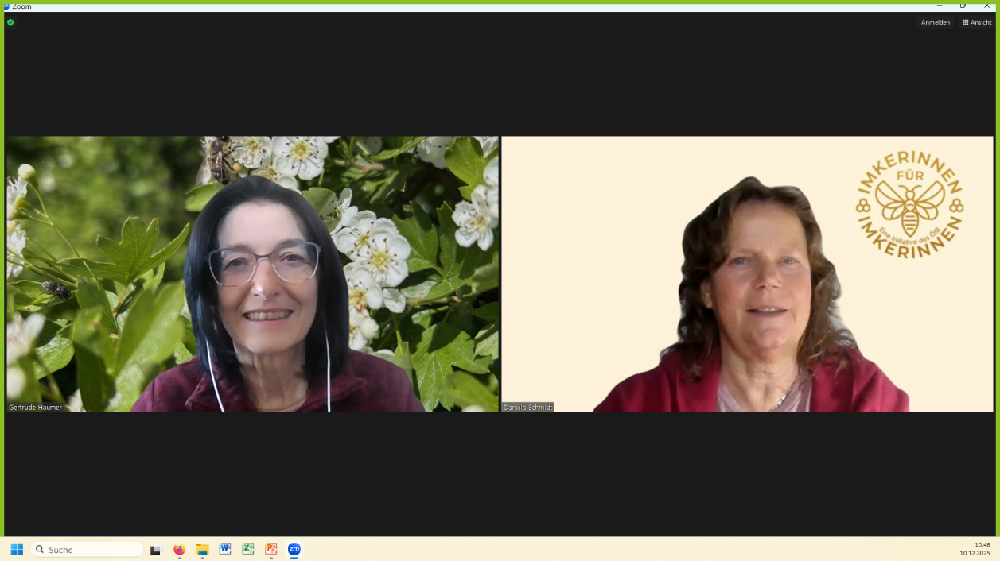 Zoom
Anmelden
Ansicht
IMKERINNEN
FÜR
Eine Initiative des ÖIB
IMKERINNEN
Gertrude Haumer
Daniela Schmidt
Suche
zm
10:48
10.12.2025